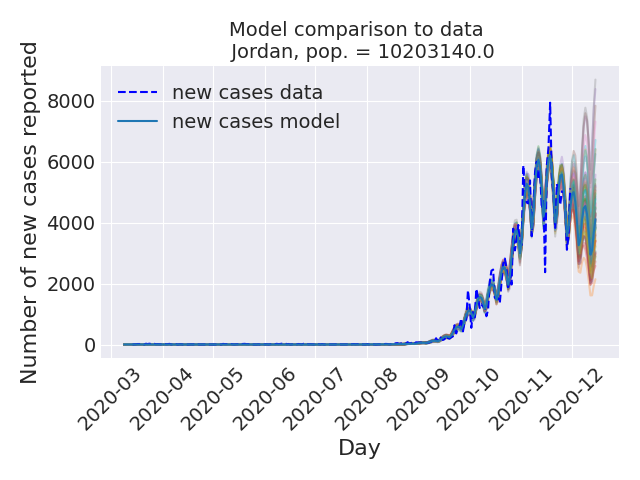 Model comparison to data
Jordan, pop. = 10203140.0
Number of new cases reported
8000
6000
4000
2000
0
new cases data
new cases model
2020-03
2020-04
2020-05
2020-06
2020-07
2020-08
2020-09
2020-10
2020-11
2020-12
Day